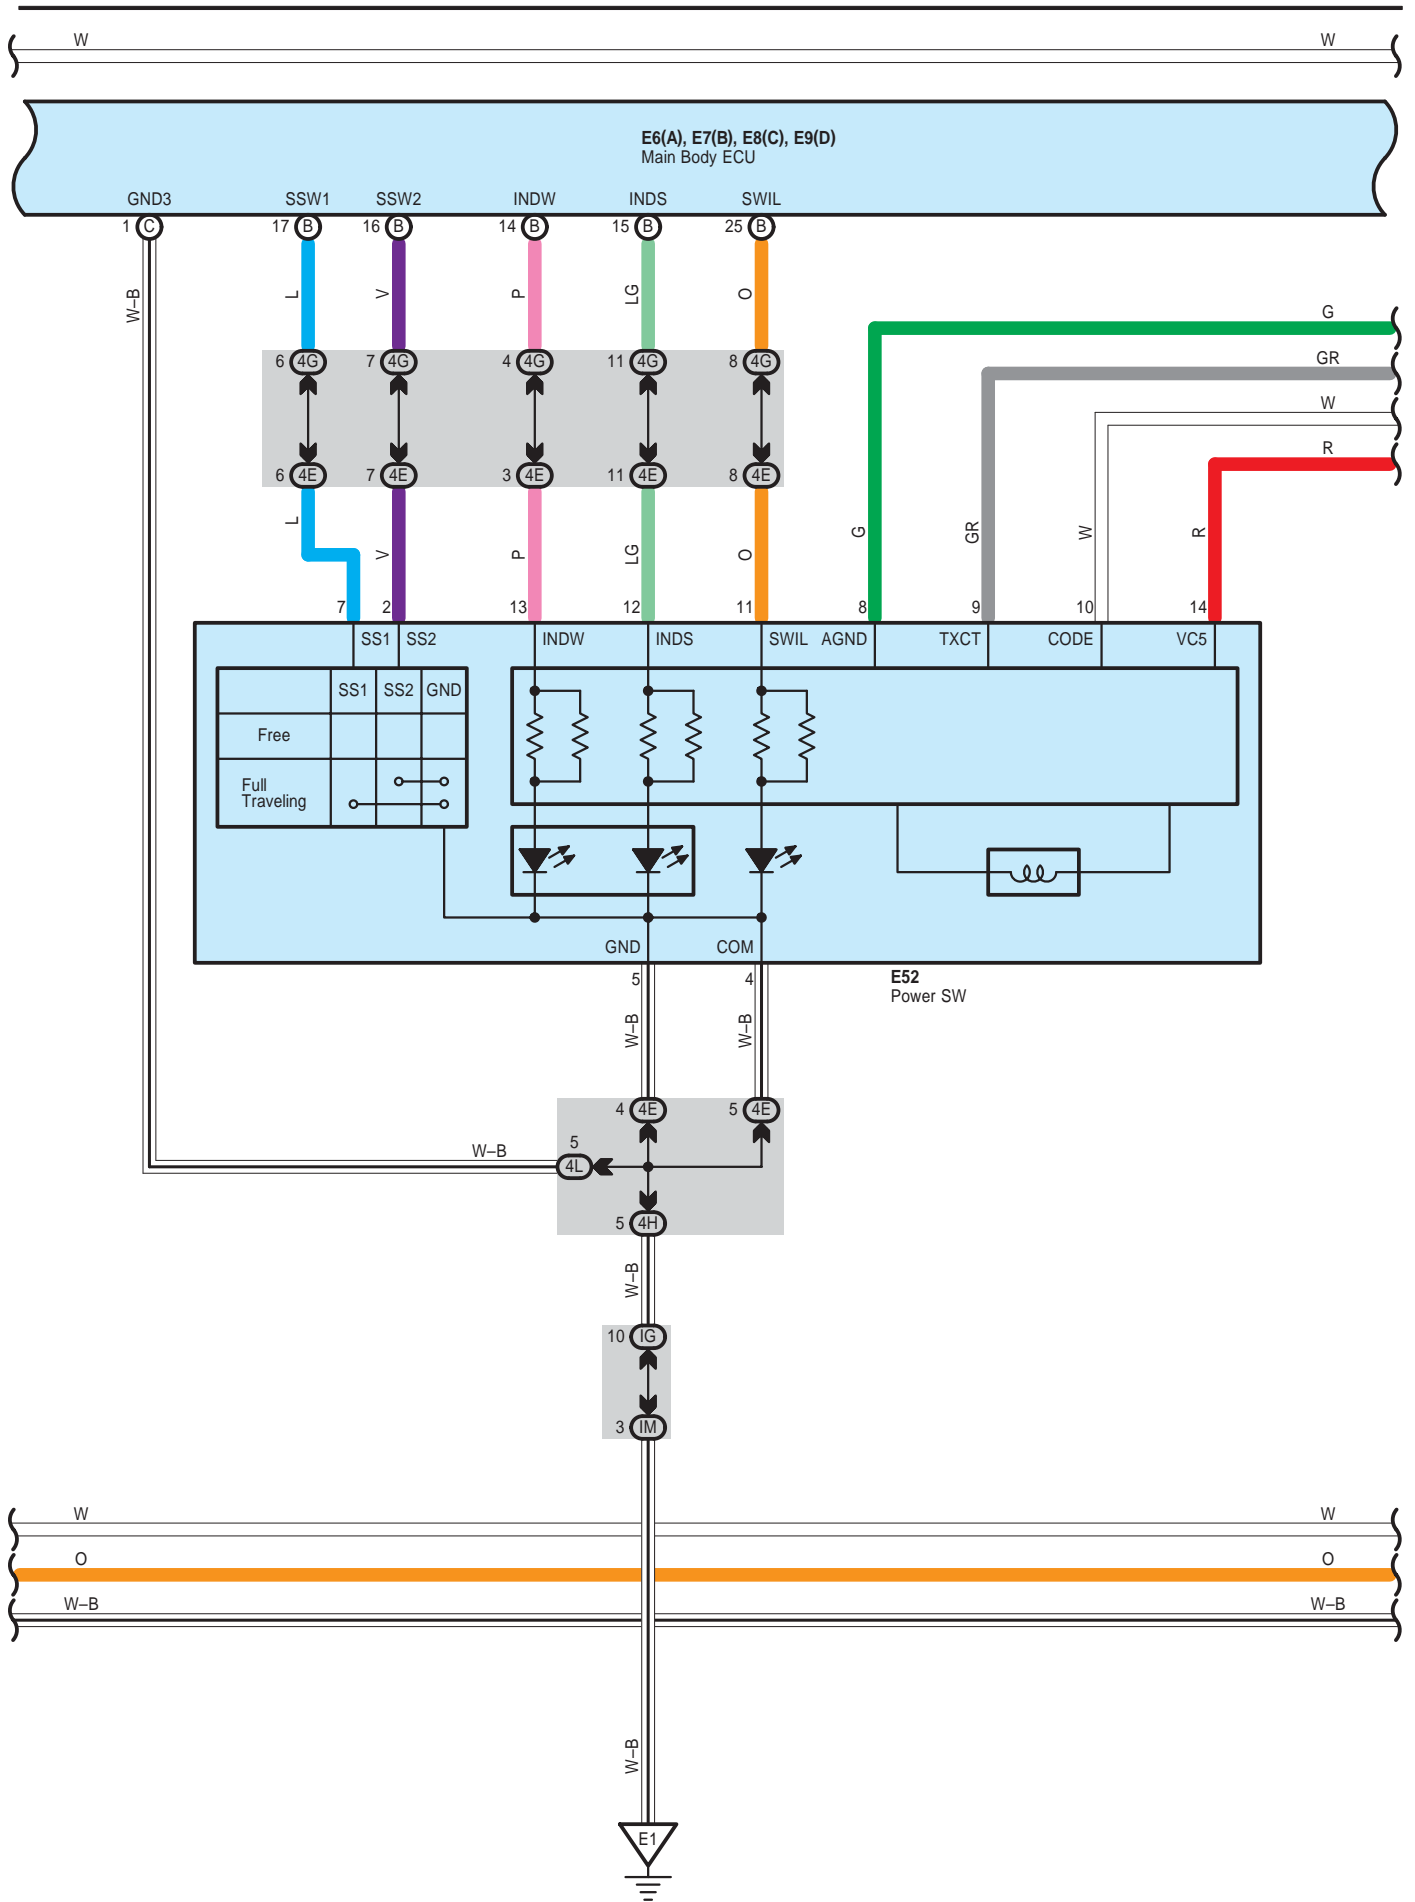 W W
E6(A), E7(B), E8(C), E9(D)
Main Body ECU
GND3 SSW1 SSW2 INDW INDS SWIL
1 C 17 B 16 B 14 B 15 B 25 B
W–B L V P LG O
G
GR
W
R
6 4G 7 4G 4 4G 11 4G 8 4G
6 4E 7 4E 3 4E 11 4E 8 4E
L V P LG O G GR W R
7 2 13 12 11 8 9 10 14
SS1 SS2 INDW INDS SWIL AGND TXCT CODE VC5
SS1 SS2 GND
Free
Full
Traveling
GND COM
E52
Power SW
5 4
W–B W–B
4 4E 5 4E
W–B 5
4L
5 4H
W–B
10 IG
3 IM
W W
O O
W–B W–B
W–B
E1